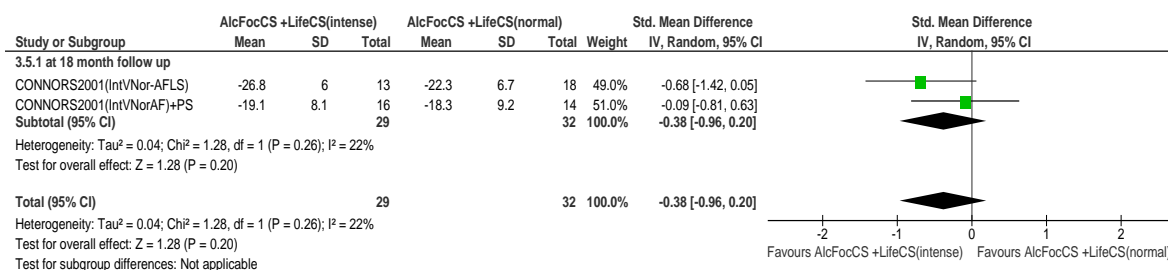 AlcFocCS +LifeCS(intense) AlcFocCS +LifeCS(normal) Std. Mean Difference Std. Mean Difference
Study or Subgroup Mean SD Total Mean SD Total Weight IV, Random, 95% CI IV, Random, 95% CI
3.5.1 at 18 month follow up
CONNORS2001(IntVNor-AFLS) -26.8 6 13 -22.3 6.7 18 49.0% -0.68 [-1.42, 0.05]
CONNORS2001(IntVNorAF)+PS -19.1 8.1 16 -18.3 9.2 14 51.0% -0.09 [-0.81, 0.63]
Subtotal (95% CI) 29 32 100.0% -0.38 [-0.96, 0.20]
Heterogeneity: Tau² = 0.04; Chi² = 1.28, df = 1 (P = 0.26); I² = 22%
Test for overall effect: Z = 1.28 (P = 0.20)
Total (95% CI) 29 32 100.0% -0.38 [-0.96, 0.20]
Heterogeneity: Tau² = 0.04; Chi² = 1.28, df = 1 (P = 0.26); I² = 22%
Test for overall effect: Z = 1.28 (P = 0.20)
Test for subgroup differences: Not applicable
-2 -1 0 1 2
Favours AlcFocCS +LifeCS(intense) Favours AlcFocCS +LifeCS(normal)